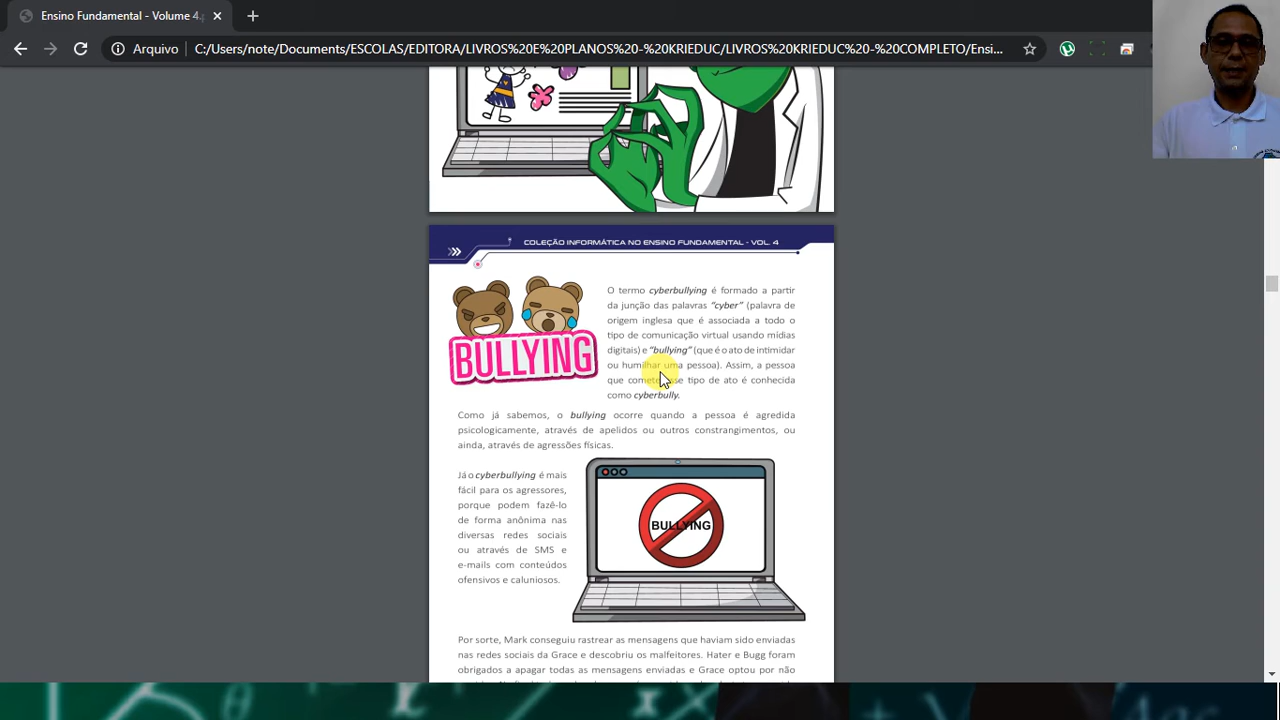 Ensino Fundamental - Volume 4.
Arquivo C:/Users/note/Documents/ESCOLAS/EDITORA/LIVROS%20E%20PLANOS%20-%20KRIEDUC/LIVROS%20KRIEDUC%20-%20COMPLETO/Ensi...
COLEÇÃO INFORMÁTICA NO ENSINO FUNDAMENTAL - VOL. 4
BULLYING
O termo cyberbullying é formado a partir
da junção das palavras "cyber" (palavra de
origem inglesa que é associada a todo o
tipo de comunicação virtual usando mídias
digitais) e "bullying" (que é o ato de intimidar
ou humilhar uma pessoa). Assim, a pessoa
que comete esse tipo de ato é conhecida
como cyberbully.
Como já sabemos, o bullying ocorre quando a pessoa é agredida
psicologicamente, através de apelidos ou outros constrangimentos, ou
ainda, através de agressões físicas.
Já o cyberbullying é mais
fácil para os agressores,
porque podem fazê-lo
de forma anônima nas
diversas redes sociais
ou através de SMS e
e-mails com conteúdos
ofensivos e caluniosos.
BULLYING
Por sorte, Mark conseguiu rastrear as mensagens que haviam sido enviadas
nas redes sociais da Grace e descobriu os malfeitores. Hater e Bugg foram
obrigados a apagar todas as mensagens enviadas e Grace optou por não